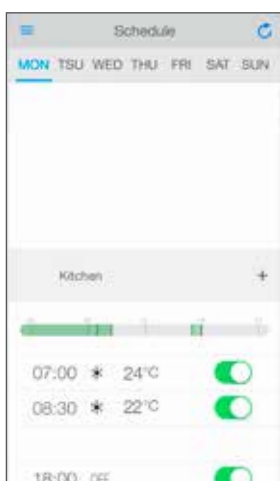 Schedule
MON TSU WED THU FRI SAT SUN
Kitchen +
07:00 24°C
08:30 22°C
18:00 OFF